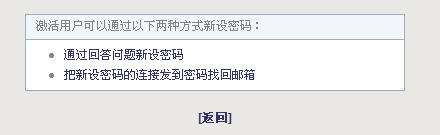 激活用户可以通过以下两种方式新设密码：
通过回答问题新设密码
把新设密码的连接发到密码找回邮箱
[返回]